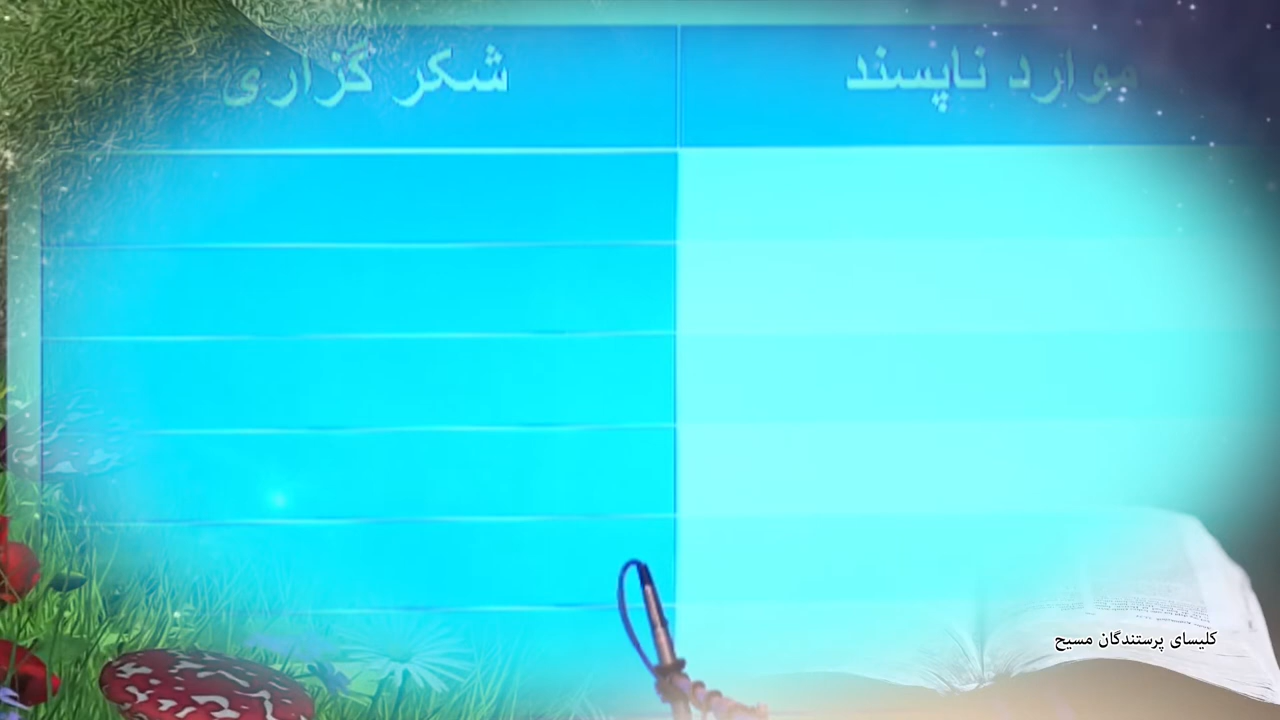 موارد ناپسند
شکر گزاری
کلیسای پرستندگان مسیح